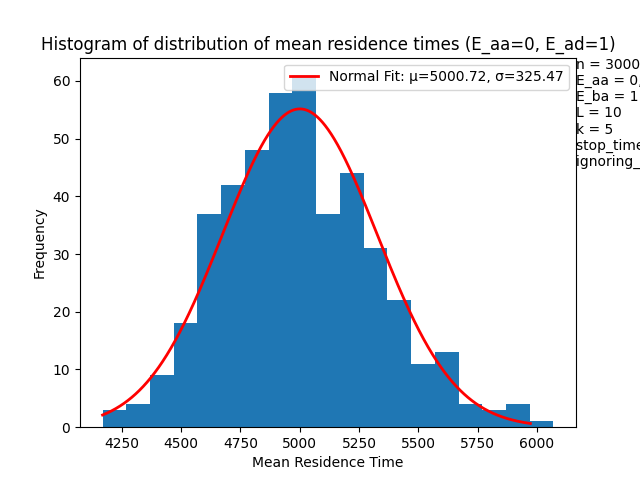 Histogram of distribution of mean residence times (E_aa=0, E_ad=1)
Normal Fit: μ=5000.72, σ=325.47
n = 3000
E_aa = 0,
E_ba = 1
L = 10
k = 5
stop_time
ignoring_
Frequency
60
50
40
30
20
10
0
4250 4500 4750 5000 5250 5500 5750 6000
Mean Residence Time